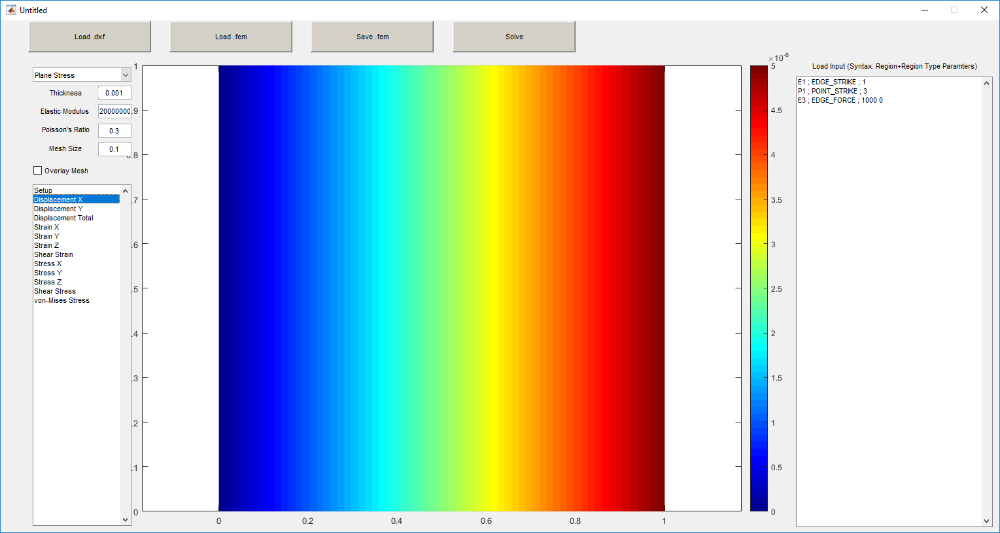 Untitled
Load .dxf
Load .fem
Save .fem
Solve
Plane Stress
Thickness 0.001
Elastic Modulus 20000000
Poisson's Ratio 0.3
Mesh Size 0.1
Overlay Mesh
Setup
Displacement X
Displacement Y
Displacement Total
Strain X
Strain Y
Strain Z
Shear Strain
Stress X
Stress Y
Stress Z
Shear Stress
von-Mises Stress
1
.9
0.8
.7
.6
.5
.4
.3
.2
.1
0
0 0.2 0.4 0.6 0.8 1
×10-6
5
4.5
4
3.5
3
2.5
2
1.5
1
0.5
0
Load Input (Syntax: Region+Region Type Paramters)
E1 ; EDGE_STRIKE ; 1
P1 ; POINT_STRIKE ; 3
E3 ; EDGE_FORCE ; 1000 0